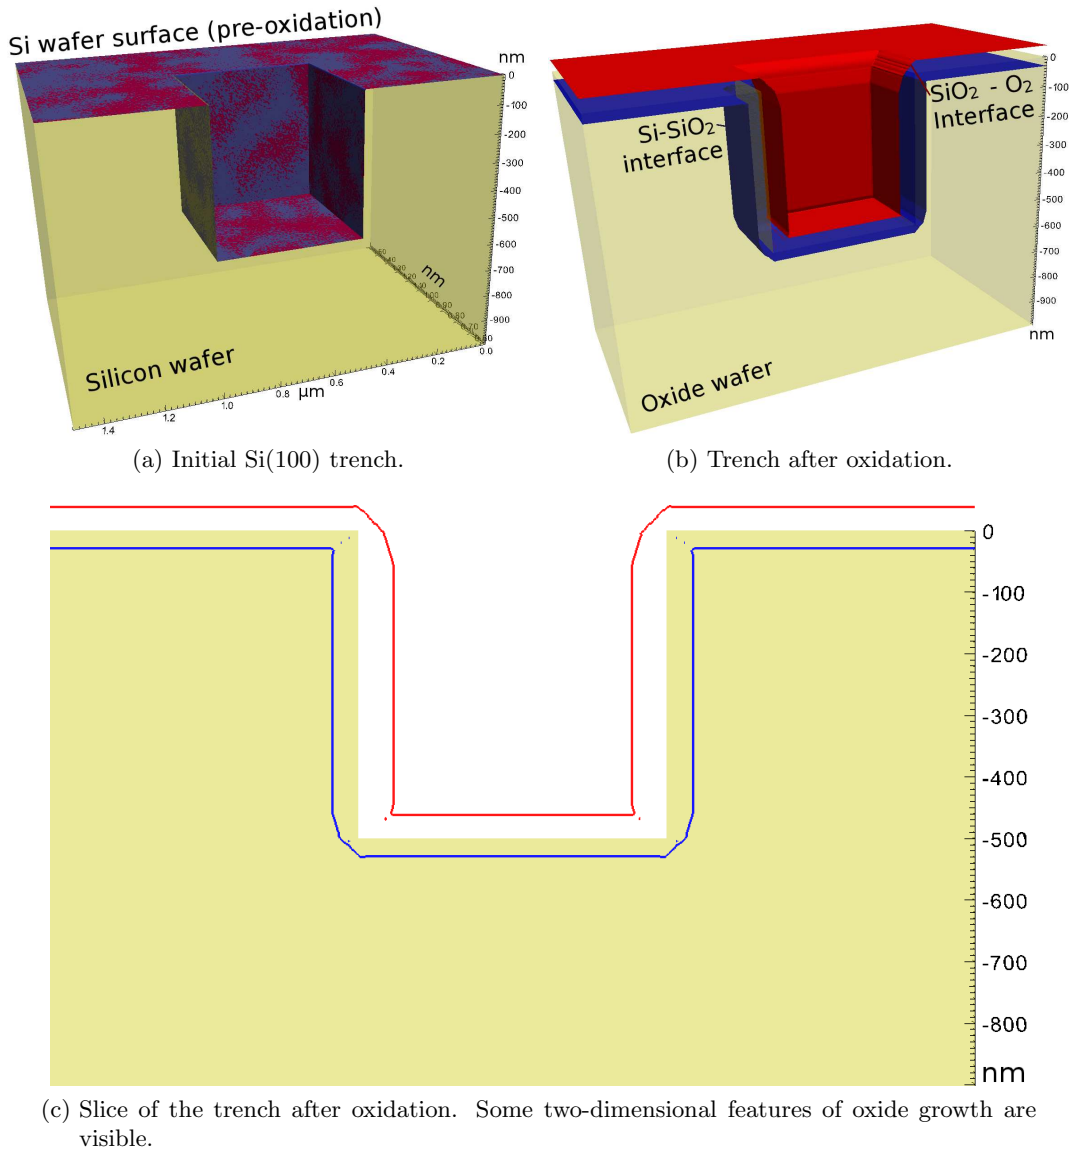 Si wafer surface (pre-oxidation)
nm
0
-100
-200
-300
-400
-500
-600
-700
-800
-900
nm
Silicon wafer
0.0
0.2
0.4
0.6
0.8
1.0
1.2
1.4
μm
(a) Initial Si(100) trench.
0
-100
-200
-300
-400
-500
-600
-700
-800
-900
nm
SiO2 - O2
Interface
Si-SiO2
interface
Oxide wafer
(b) Trench after oxidation.
0
-100
-200
-300
-400
-500
-600
-700
-800
nm
(c) Slice of the trench after oxidation. Some two-dimensional features of oxide growth are
visible.